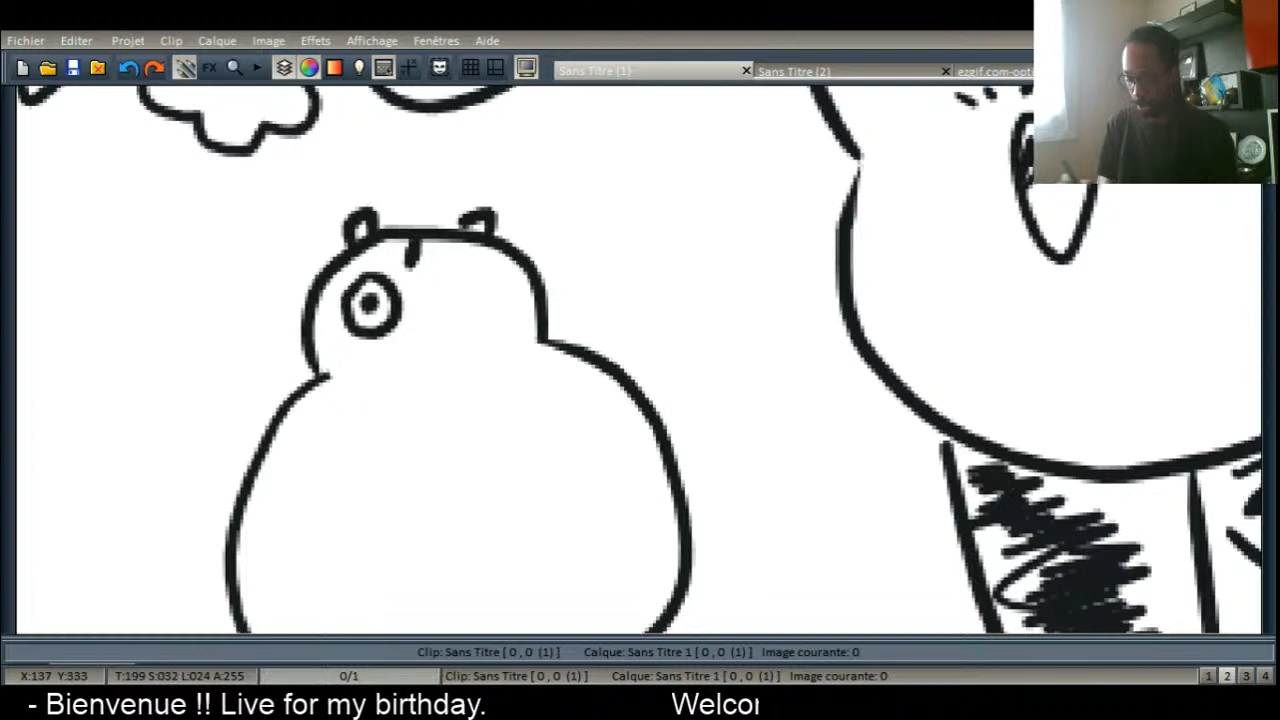 Fichier Editer Projet Clip Calque Image Effets Affichage Fenêtres Aide
FX Sans Titre (1) Sans Titre (2) ezgif.com-opti
Clip: Sans Titre [ 0 , 0 (1) ] Calque: Sans Titre 1 [ 0 , 0 (1) ] Image courante: 0
X:137 Y:333 T:199 S:032 L:024 A:255 0/1 Clip: Sans Titre [ 0 , 0 (1) ] Calque: Sans Titre 1 [ 0 , 0 (1) ] Image courante: 0 1 2 3 4
- Bienvenue !! Live for my birthday. Welcor